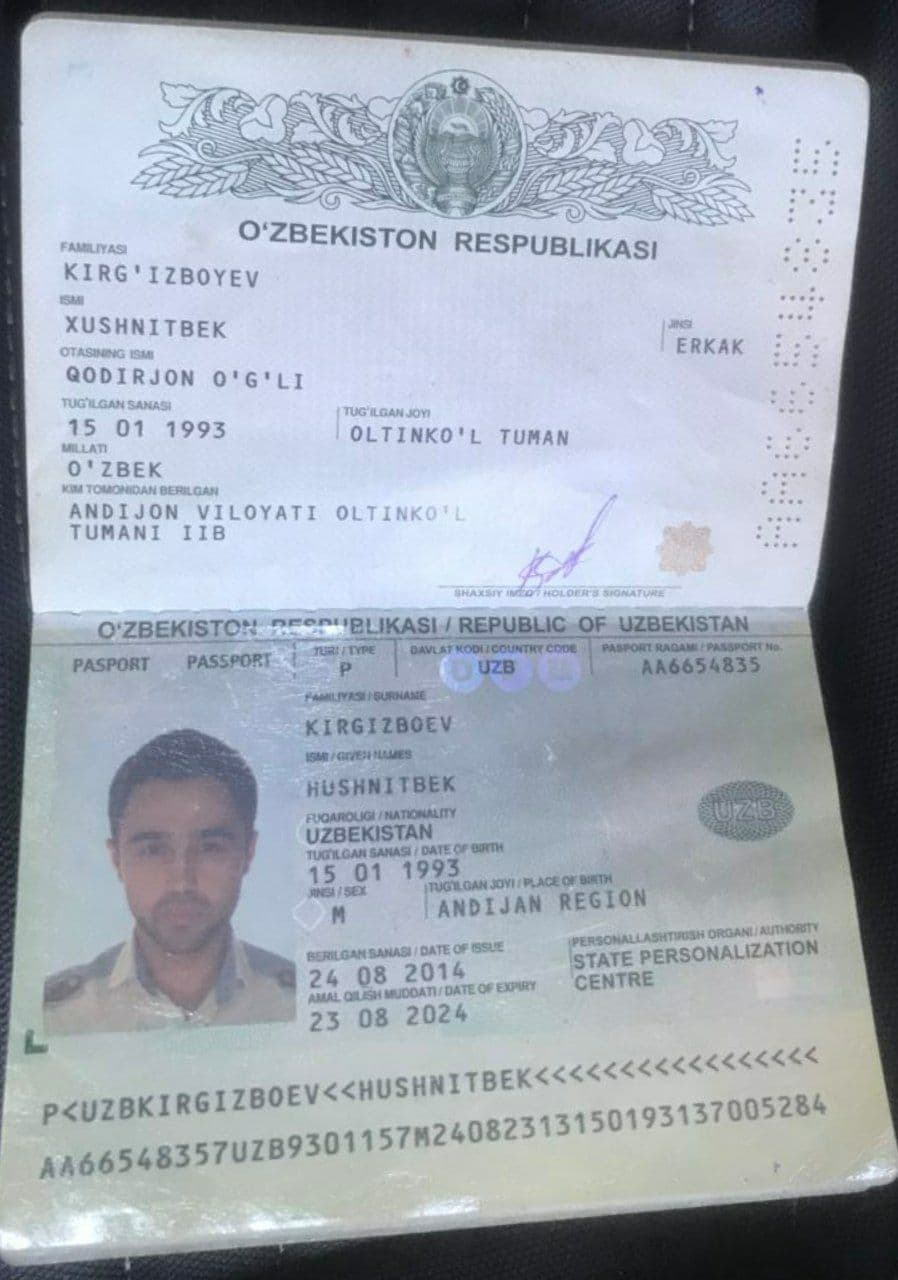 O‘ZBEKISTON RESPUBLIKASI
FAMILIYASI
KIRG'IZBOYEV
ISMI
XUSHNITBEK
JINSI
ERKAK
OTASINING ISMI
QODIRJON O'G'LI
TUG‘ILGAN SANASI
15 01 1993
TUG‘ILGAN JOYI
OLTINKO'L TUMAN
MILLATI
O'ZBEK
KIM TOMONIDAN BERILGAN
ANDIJON VILOYATI OLTINKO'L
TUMANI IIB
SHAXSIY IMZO / HOLDER'S SIGNATURE
O‘ZBEKISTON RESPUBLIKASI / REPUBLIC OF UZBEKISTAN
PASPORT PASSPORT
TURI / TYPE
P
DAVLAT KODI / COUNTRY CODE
UZB
PASPORT RAQAMI / PASSPORT No.
AA6654835
FAMILIYASI / SURNAME
KIRGIZBOEV
ISMI / GIVEN NAMES
HUSHNITBEK
FUQAROLIGI / NATIONALITY
UZBEKISTAN
UZB
TUG‘ILGAN SANASI / DATE OF BIRTH
15 01 1993
JINSI / SEX
M
TUG‘ILGAN JOYI / PLACE OF BIRTH
ANDIJAN REGION
BERILGAN SANASI / DATE OF ISSUE
24 08 2014
PERSONALLASHTIRISH ORGANI / AUTHORITY
STATE PERSONALIZATION
CENTRE
AMAL QILISH MUDDATI / DATE OF EXPIRY
23 08 2024
P<UZBKIRGIZBOEV<<HUSHNITBEK<<<<<<<<<<<<<<<<<
AA66548357UZB9301157M24082313150193137005284